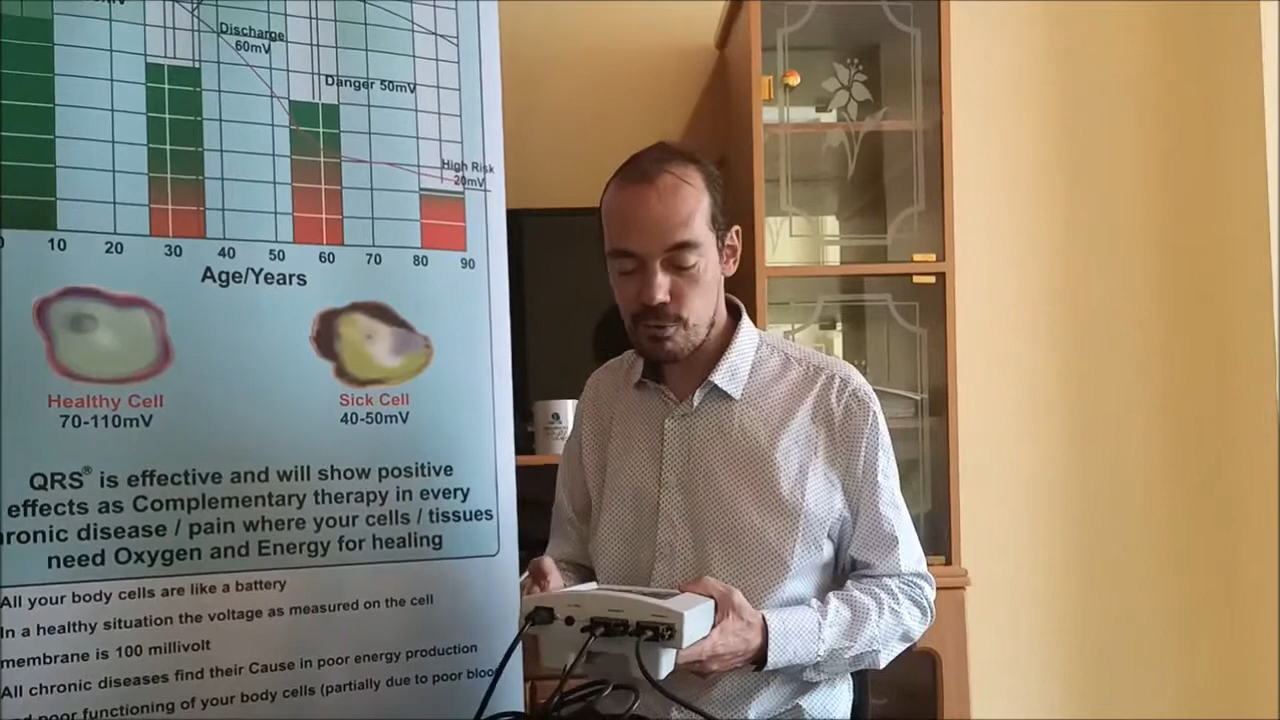 Discharge
60mV
Danger 50mV
High Risk
20mV
10 20 30 40 50 60 70 80 90
Age/Years
Healthy Cell
70-110mV
Sick Cell
40-50mV
QRS® is effective and will show positive
effects as Complementary therapy in every
chronic disease / pain where your cells / tissues
need Oxygen and Energy for healing
All your body cells are like a battery
In a healthy situation the voltage as measured on the cell
membrane is 100 millivolt
All chronic diseases find their Cause in poor energy production
poor functioning of your body cells (partially due to poor